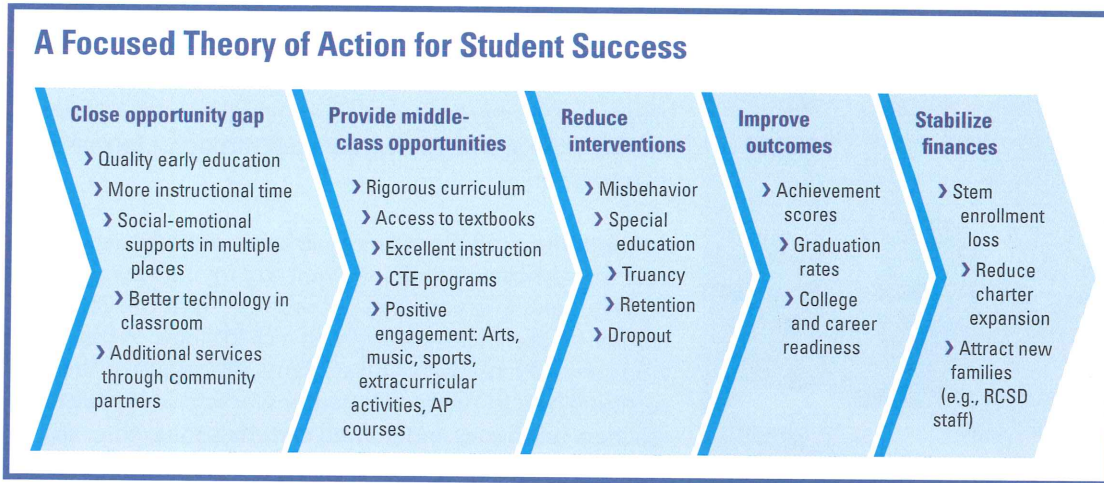 A Focused Theory of Action for Student Success
Close opportunity gap
❯ Quality early education
❯ More instructional time
❯ Social-emotional
supports in multiple
places
❯ Better technology in
classroom
❯ Additional services
through community
partners
Provide middle-
class opportunities
❯ Rigorous curriculum
❯ Access to textbooks
❯ Excellent instruction
❯ CTE programs
❯ Positive
engagement: Arts,
music, sports,
extracurricular
activities, AP
courses
Reduce
interventions
❯ Misbehavior
❯ Special
education
❯ Truancy
❯ Retention
❯ Dropout
Improve
outcomes
❯ Achievement
scores
❯ Graduation
rates
❯ College
and career
readiness
Stabilize
finances
❯ Stem
enrollment
loss
❯ Reduce
charter
expansion
❯ Attract new
families
(e.g., RCSD
staff)